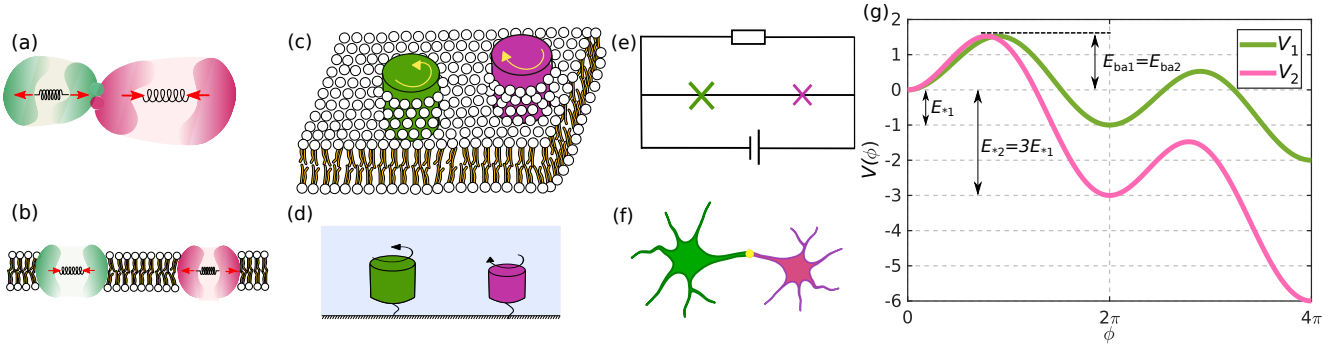 (a)
(b)
(c)
(d)
(e)
(f)
(g)
2
1
0
-1
-2
-3
-4
-5
-6
V(ϕ)
0
2π
4π
ϕ
E*1
E*2=3E*1
Eba1=Eba2
V1
V2